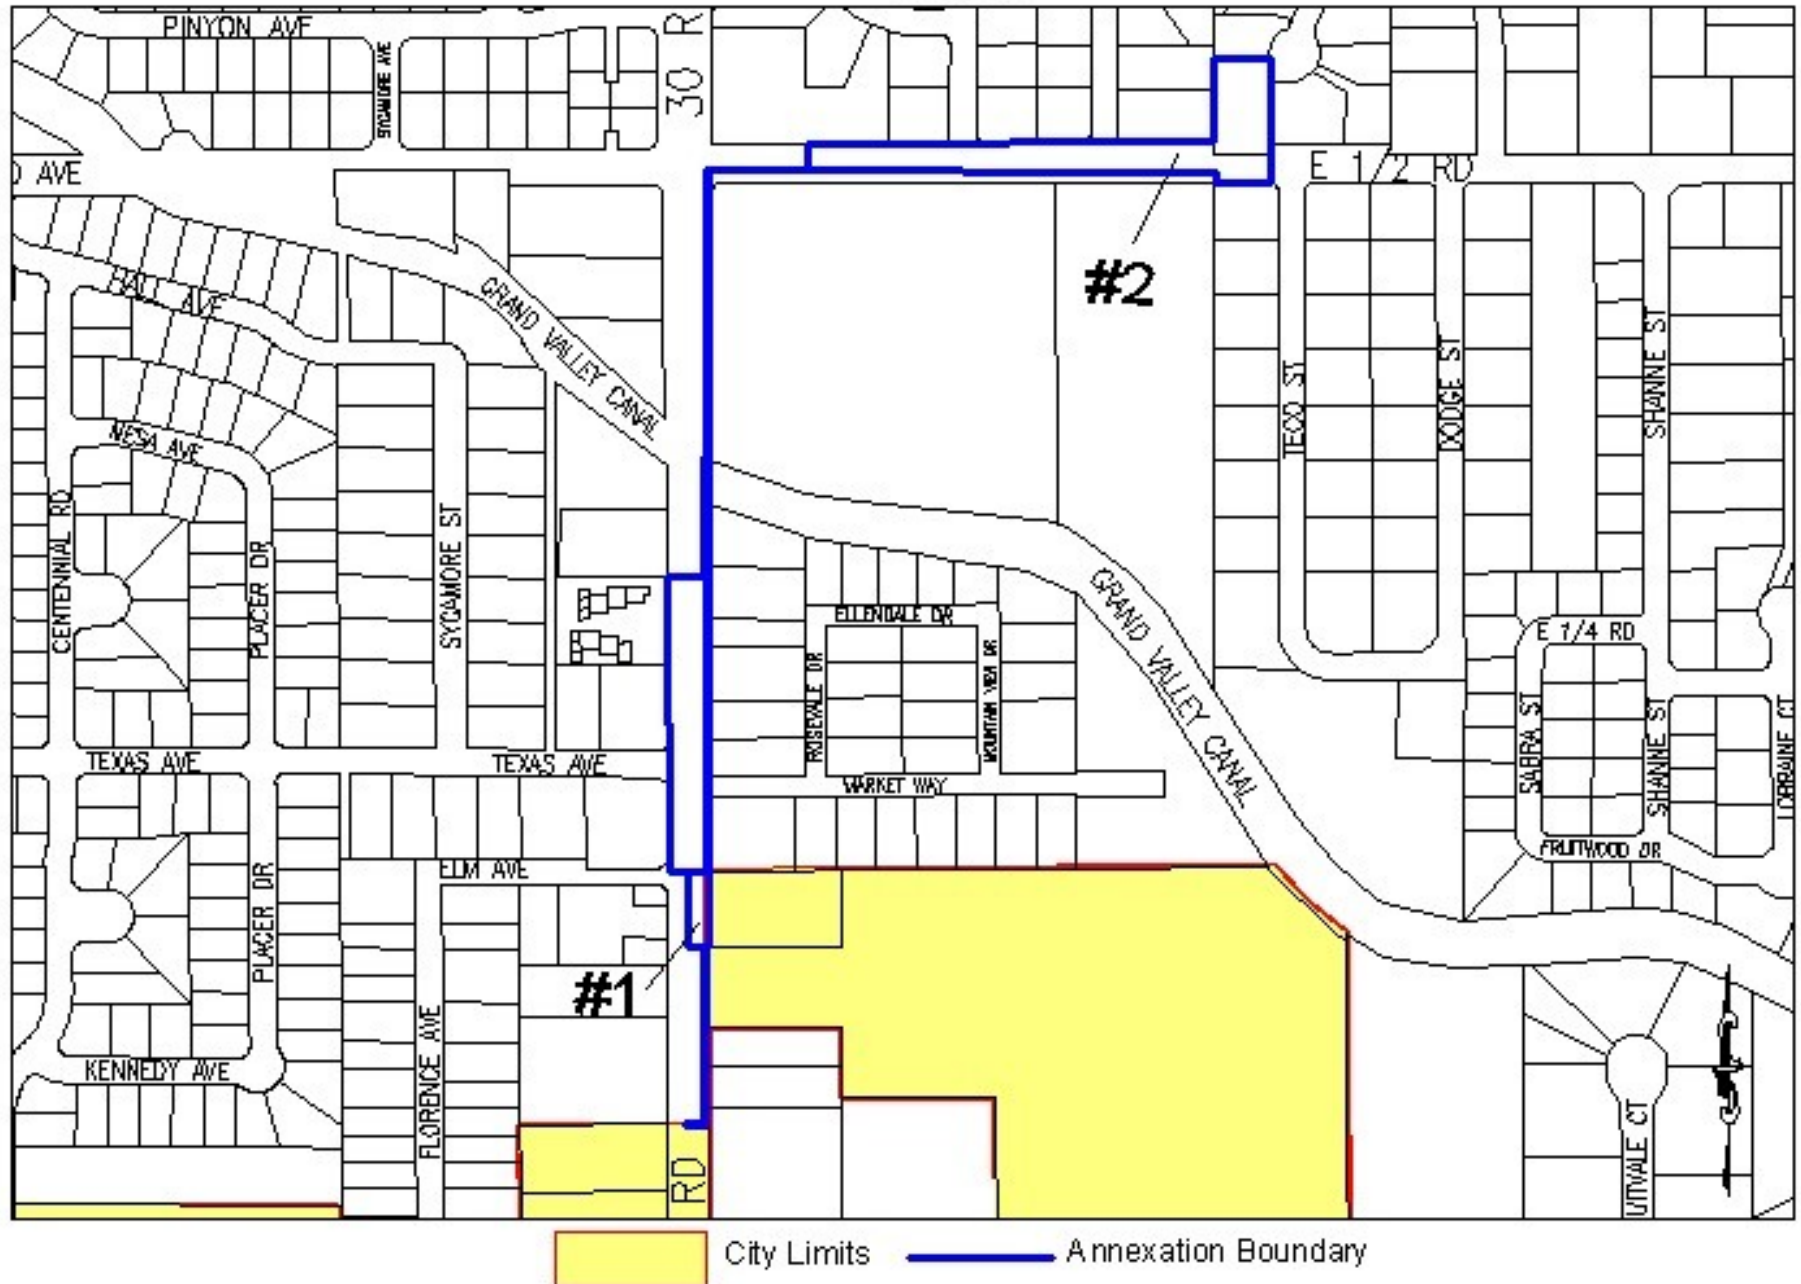 PINYON AVE
SYCAMORE AVE
30 R
AVE
E 1/2 RD
HALL AVE
GRAND VALLEY CANAL
#2
MESA AVE
CENTENNIAL RD
PLACER DR
SYCAMORE ST
TECO ST
DODGE ST
SHANNE ST
ELLENDALE DR
ROSEVALE DR
MOUNTAIN VIEW DR
GRAND VALLEY CANAL
E 1/4 RD
SABRA ST
SHANNE ST
LORRAINE CT
TEXAS AVE
TEXAS AVE
MARKET WAY
FRUITWOOD DR
ELM AVE
PLACER DR
#1
FLORENCE AVE
KENNEDY AVE
RD
UITVALE CT
City Limits
Annexation Boundary